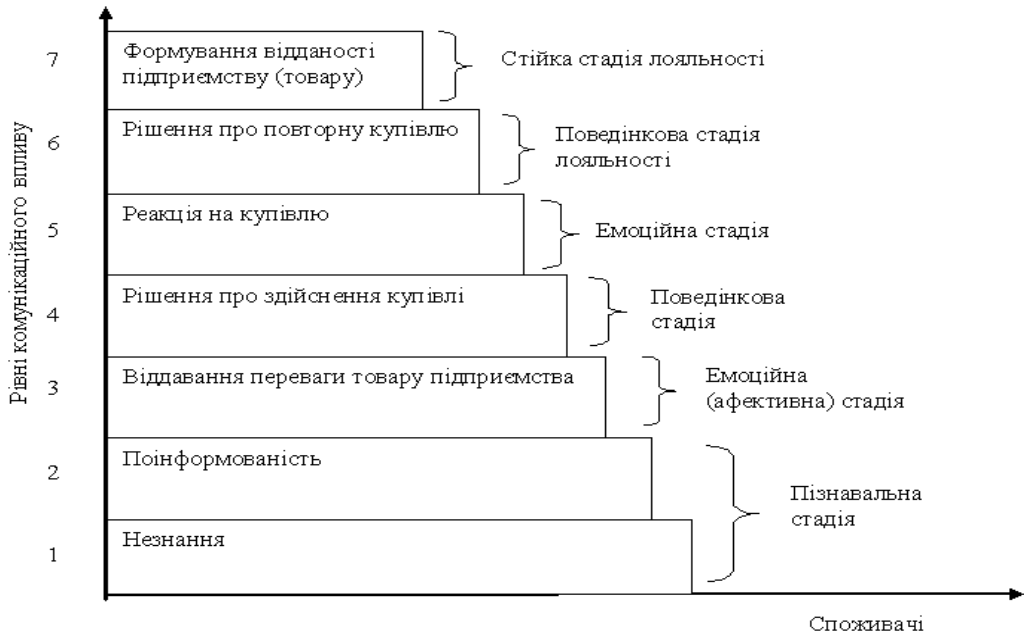 7
Формування відданості
підприємству (товару)
Стійка стадія лояльності
6
Рішення про повторну купівлю
Поведінкова стадія
лояльності
5
Реакція на купівлю
Емоційна стадія
4
Рішення про здійснення купівлі
Поведінкова
стадія
3
Віддавання переваги товару підприємства
Емоційна
(афективна) стадія
2
Поінформованість
Пізнавальна
стадія
1
Незнання
Рівні комунікаційного впливу
Споживачі